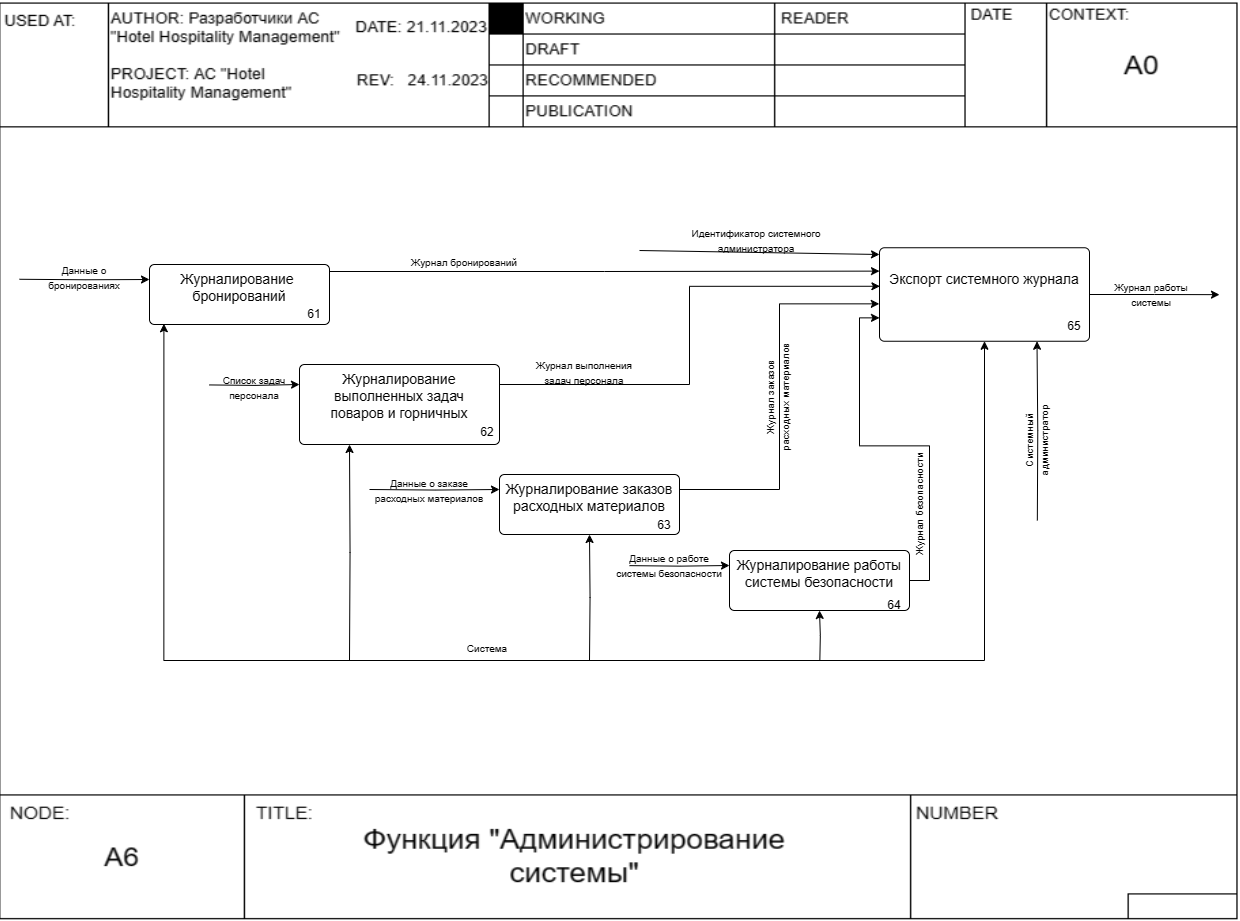 USED AT:
AUTHOR: Разработчики АС
"Hotel Hospitality Management"
DATE: 21.11.2023
PROJECT: АС "Hotel
Hospitality Management"
REV: 24.11.2023
WORKING
DRAFT
RECOMMENDED
PUBLICATION
READER
DATE
CONTEXT:
A0
Идентификатор системного
администратора
Данные о
бронированиях
Журналирование
бронирований
61
Журнал бронирований
Экспорт системного журнала
65
Журнал работы
системы
Список задач
персонала
Журналирование
выполненных задач
поваров и горничных
62
Журнал выполнения
задач персонала
Журнал заказов
расходных материалов
Системный
администратор
Данные о заказе
расходных материалов
Журналирование заказов
расходных материалов
63
Журнал безопасности
Данные о работе
системы безопасности
Журналирование работы
системы безопасности
64
Система
NODE:
A6
TITLE:
Функция "Администрирование
системы"
NUMBER